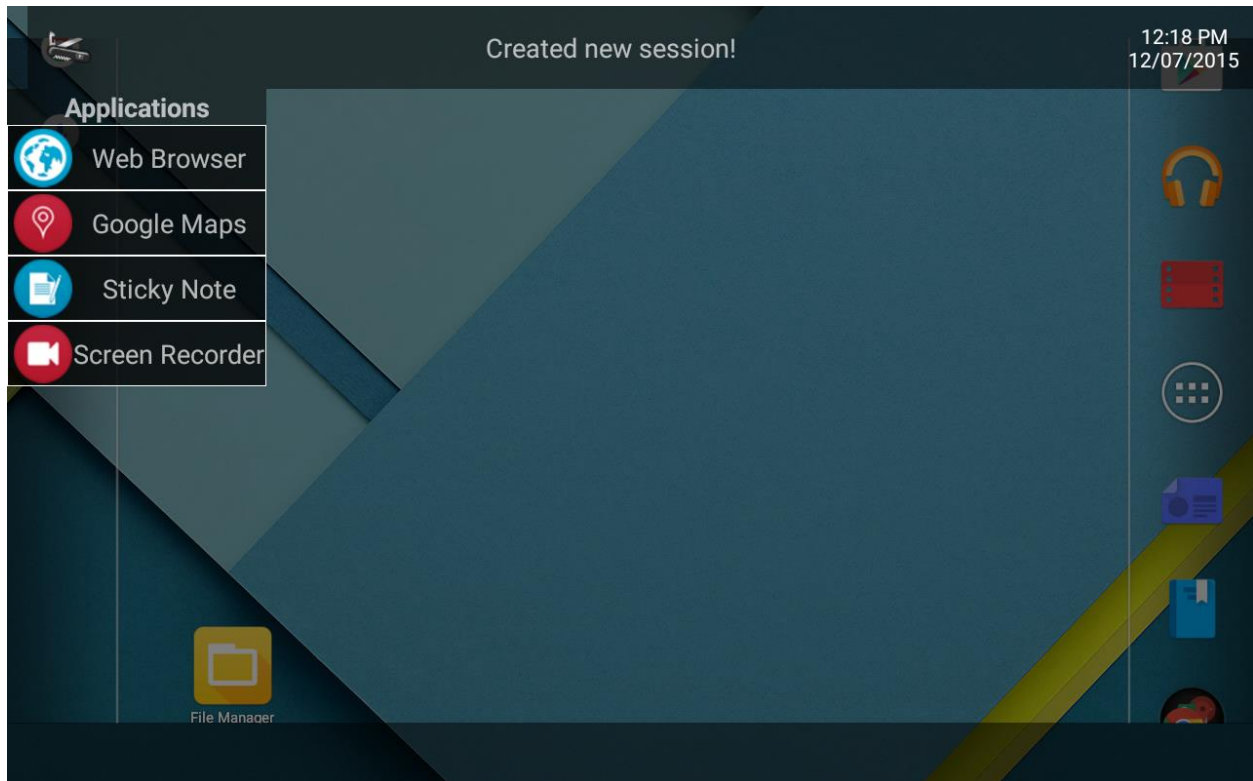 Created new session!
12:18 PM
12/07/2015
Applications
Web Browser
Google Maps
Sticky Note
Screen Recorder
File Manager